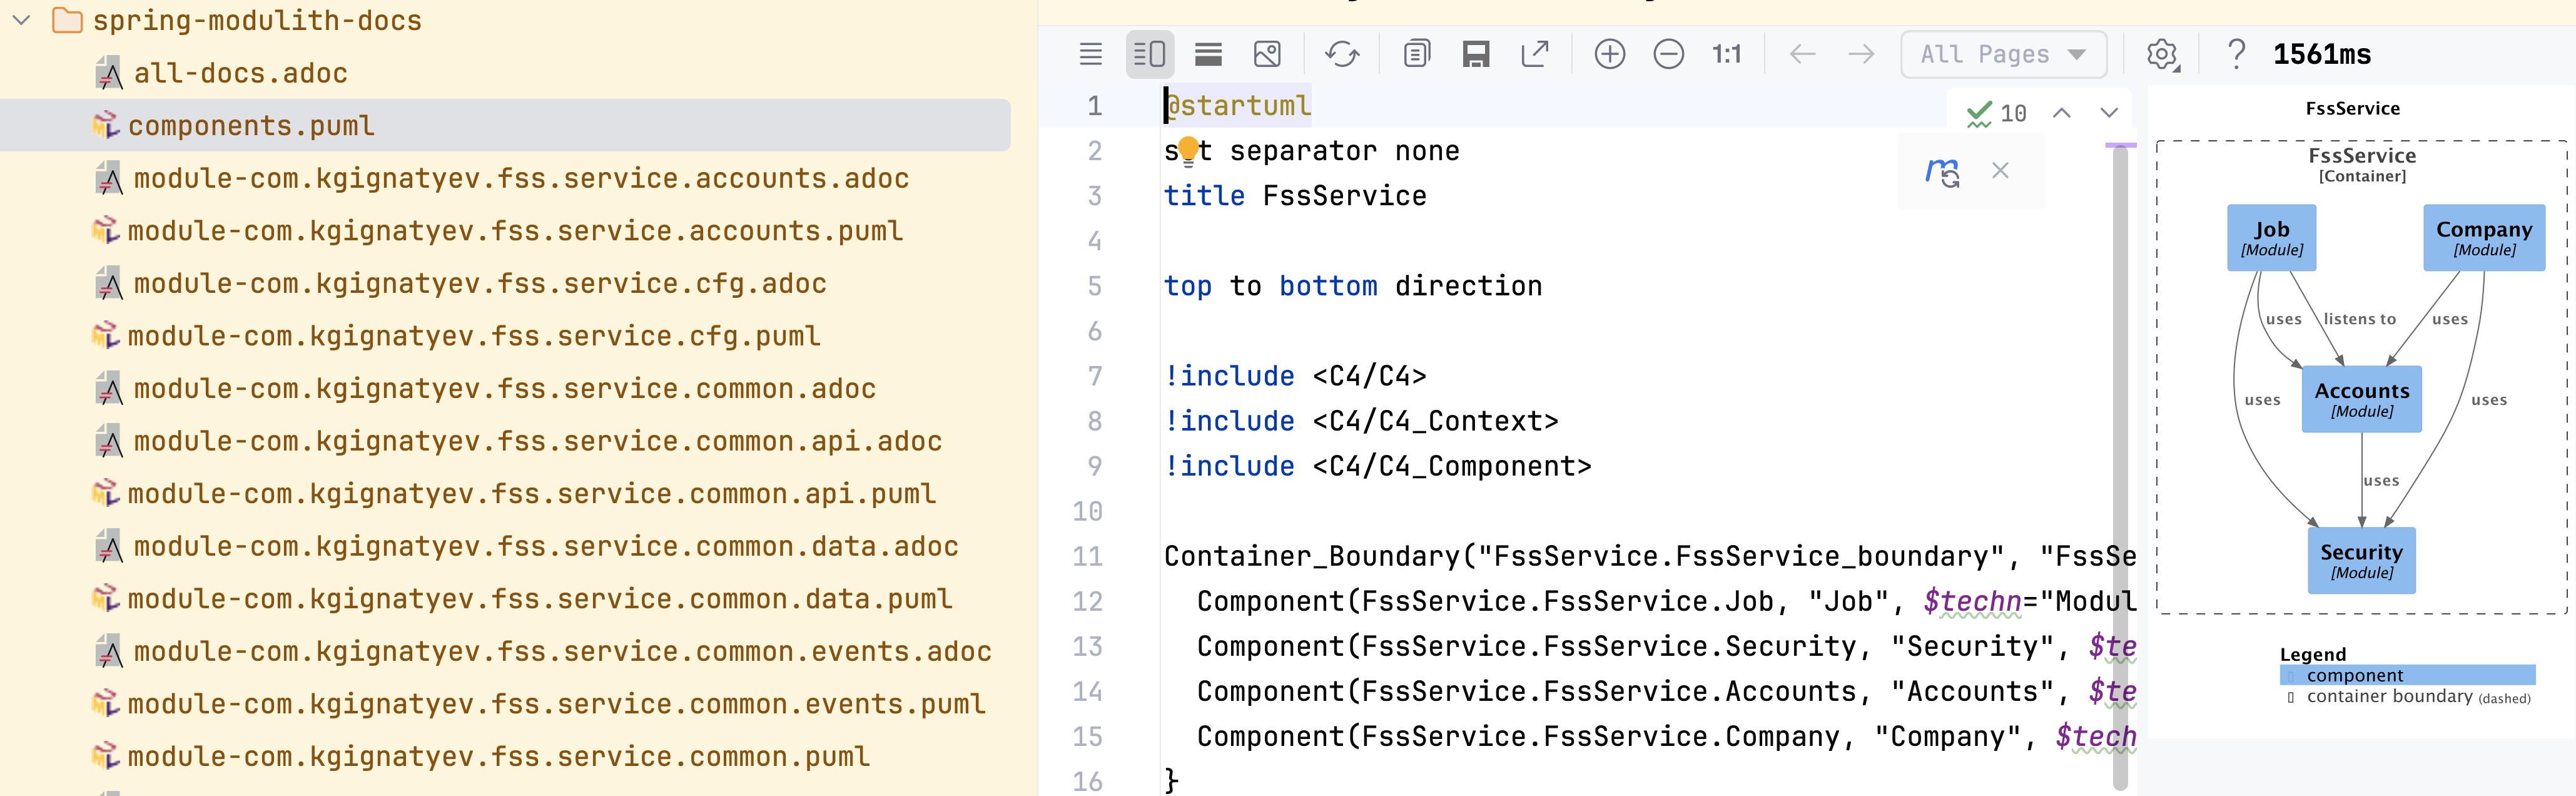 spring-modulith-docs
all-docs.adoc
components.puml
module-com.kgignatyev.fss.service.accounts.adoc
module-com.kgignatyev.fss.service.accounts.puml
module-com.kgignatyev.fss.service.cfg.adoc
module-com.kgignatyev.fss.service.cfg.puml
module-com.kgignatyev.fss.service.common.adoc
module-com.kgignatyev.fss.service.common.api.adoc
module-com.kgignatyev.fss.service.common.api.puml
module-com.kgignatyev.fss.service.common.data.adoc
module-com.kgignatyev.fss.service.common.data.puml
module-com.kgignatyev.fss.service.common.events.adoc
module-com.kgignatyev.fss.service.common.events.puml
module-com.kgignatyev.fss.service.common.puml
1:1 All Pages ? 1561ms
10
1 @startuml
2 set separator none
3 title FssService
4
5 top to bottom direction
6
7 !include <C4/C4>
8 !include <C4/C4_Context>
9 !include <C4/C4_Component>
10
11 Container_Boundary("FssService.FssService_boundary", "FssSe
12 Component(FssService.FssService.Job, "Job", $techn="Modul
13 Component(FssService.FssService.Security, "Security", $te
14 Component(FssService.FssService.Accounts, "Accounts", $te
15 Component(FssService.FssService.Company, "Company", $tech
16 }
FssService
FssService
[Container]
Job
[Module]
Company
[Module]
uses
listens to
uses
Accounts
[Module]
uses
uses
uses
Security
[Module]
Legend
component
container boundary (dashed)